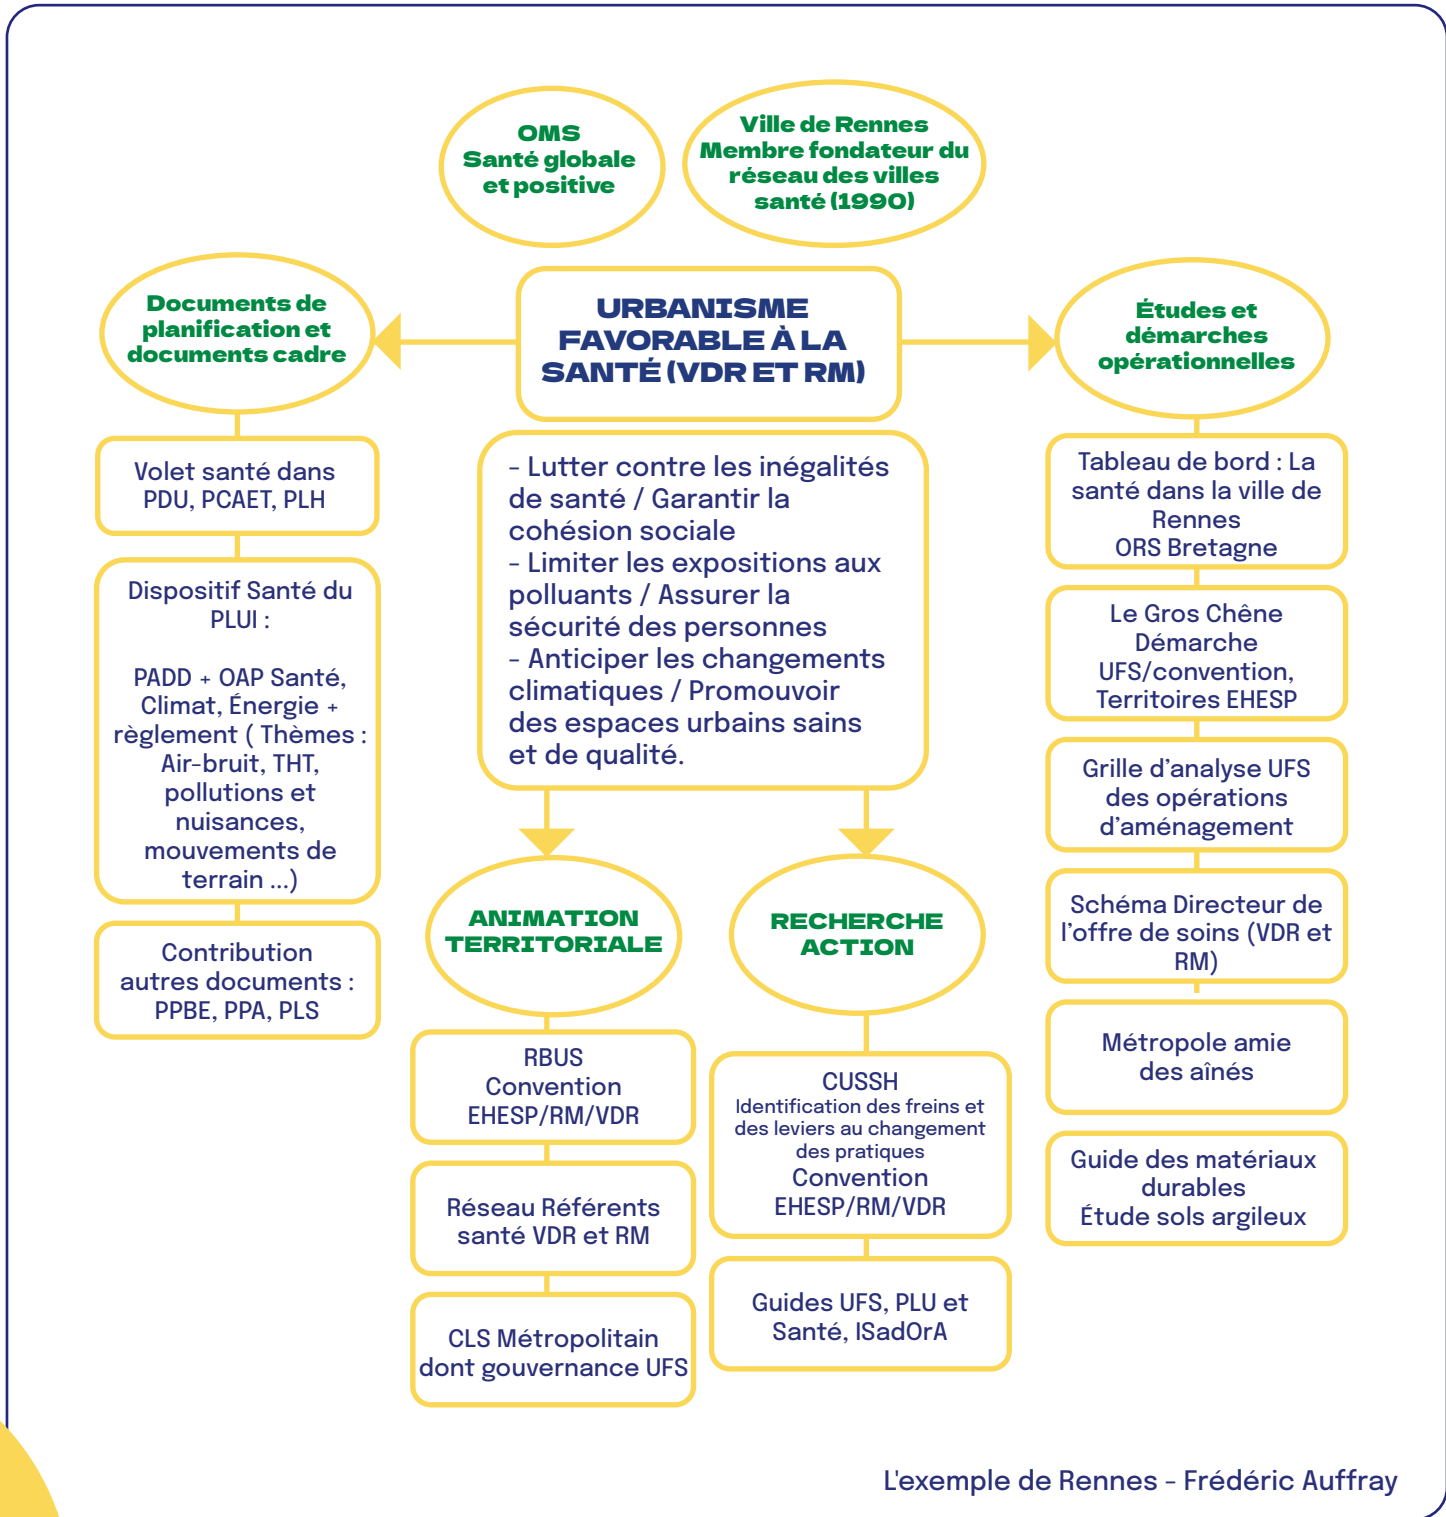 OMS
Santé globale
et positive
Ville de Rennes
Membre fondateur du
réseau des villes
santé (1990)
URBANISME
FAVORABLE À LA
SANTÉ (VDR ET RM)
- Lutter contre les inégalités
de santé / Garantir la
cohésion sociale
- Limiter les expositions aux
polluants / Assurer la
sécurité des personnes
- Anticiper les changements
climatiques / Promouvoir
des espaces urbains sains
et de qualité.
Documents de
planification et
documents cadre
Volet santé dans
PDU, PCAET, PLH
Dispositif Santé du
PLUI :
PADD + OAP Santé,
Climat, Énergie +
règlement ( Thèmes :
Air-bruit, THT,
pollutions et
nuisances,
mouvements de
terrain ...)
Contribution
autres documents :
PPBE, PPA, PLS
ANIMATION
TERRITORIALE
RBUS
Convention
EHESP/RM/VDR
Réseau Référents
santé VDR et RM
CLS Métropolitain
dont gouvernance UFS
RECHERCHE
ACTION
CUSSH
Identification des freins et
des leviers au changement
des pratiques
Convention
EHESP/RM/VDR
Guides UFS, PLU et
Santé, ISadOrA
Études et
démarches
opérationnelles
Tableau de bord : La
santé dans la ville de
Rennes
ORS Bretagne
Le Gros Chêne
Démarche
UFS/convention,
Territoires EHESP
Grille d'analyse UFS
des opérations
d'aménagement
Schéma Directeur de
l'offre de soins (VDR et
RM)
Métropole amie
des aînés
Guide des matériaux
durables
Étude sols argileux
L'exemple de Rennes - Frédéric Auffray